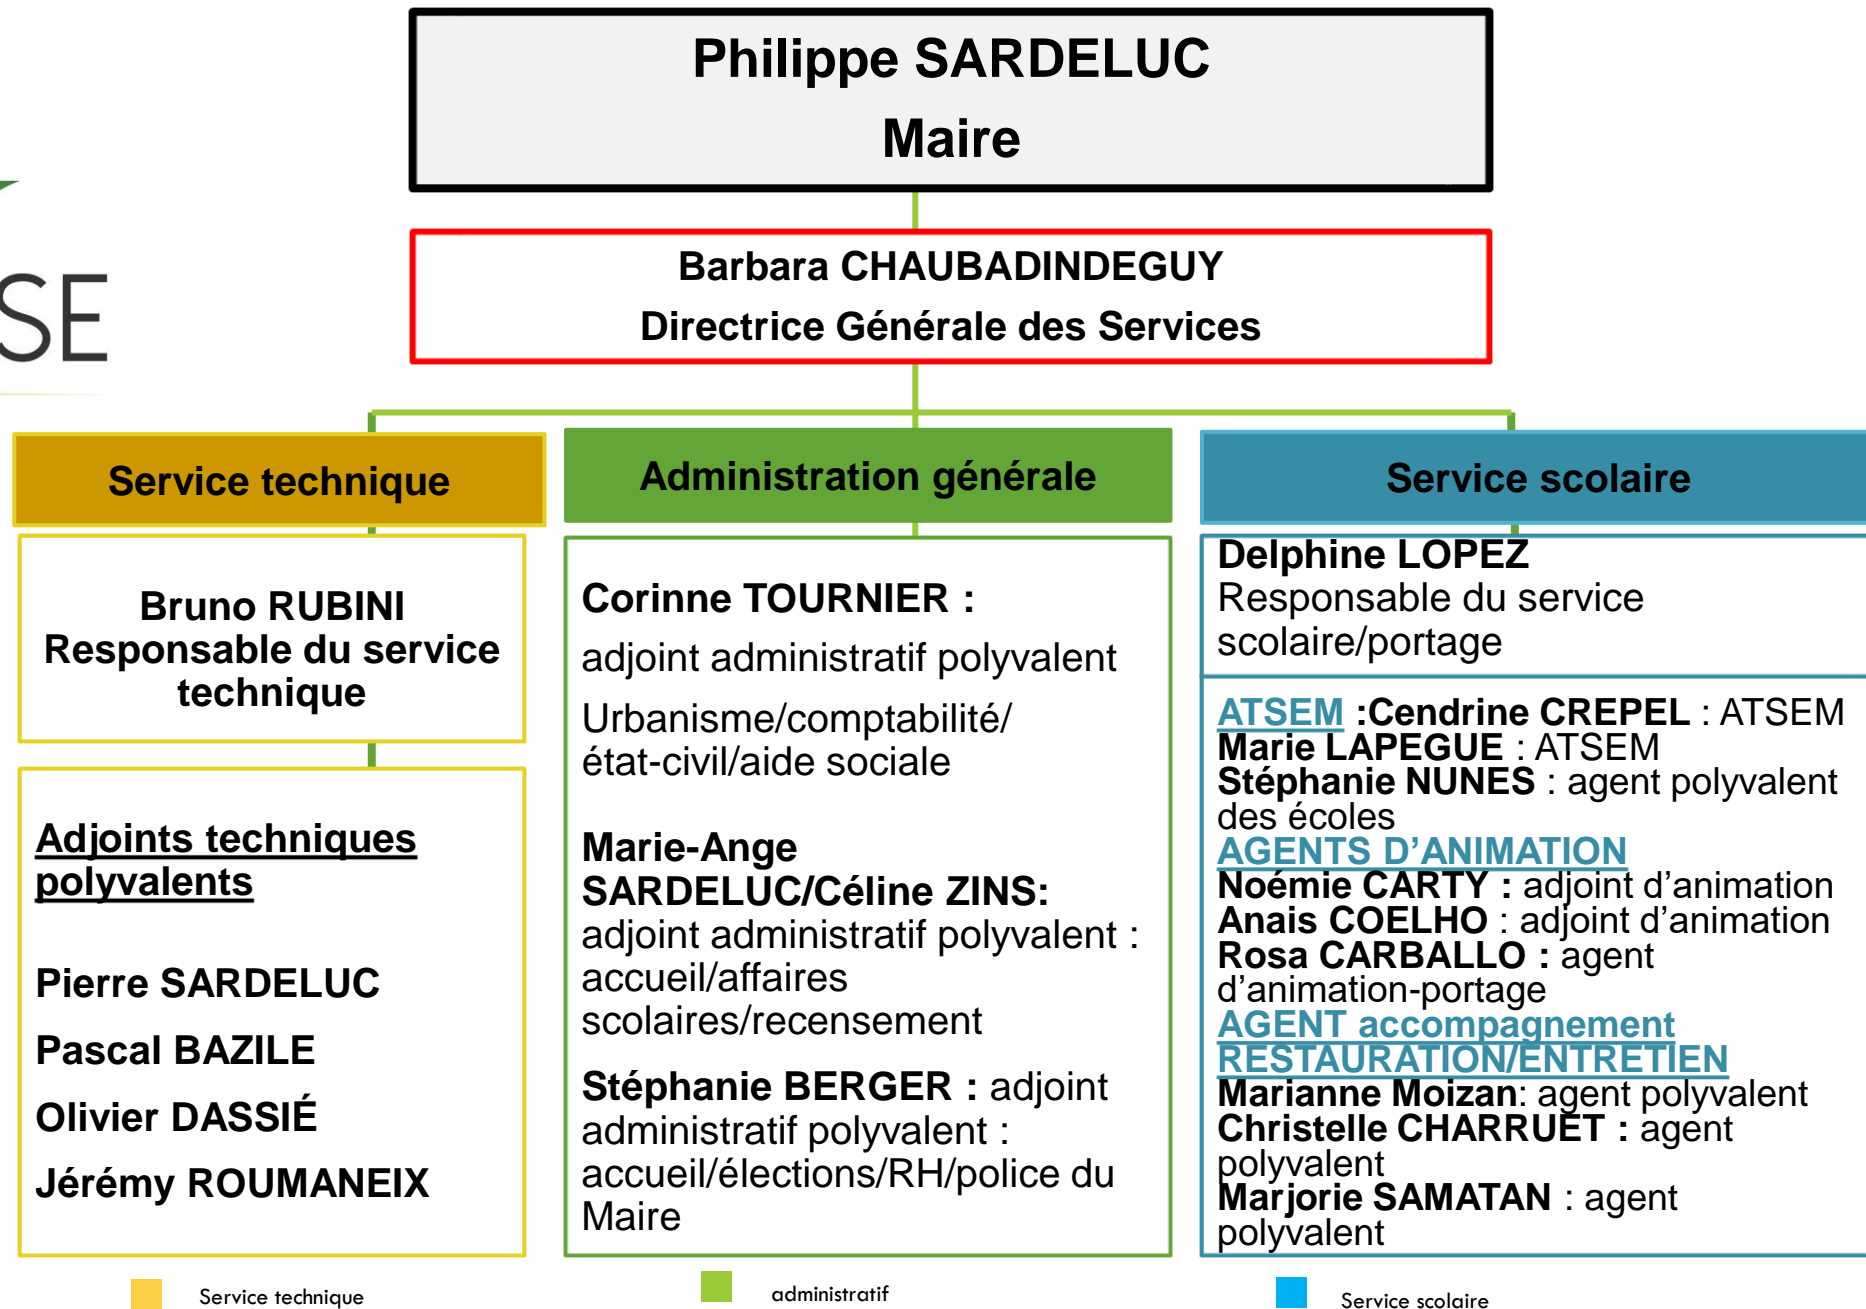 Philippe SARDELUC
Maire
SE
Barbara CHAUBADINDEGUY
Directrice Générale des Services
Service technique
Bruno RUBINI
Responsable du service
technique
Adjoints techniques
polyvalents
Pierre SARDELUC
Pascal BAZILE
Olivier DASSIÉ
Jérémy ROUMANEIX
Administration générale
Corinne TOURNIER :
adjoint administratif polyvalent
Urbanisme/comptabilité/
état-civil/aide sociale
Marie-Ange
SARDELUC/Céline ZINS:
adjoint administratif polyvalent :
accueil/affaires
scolaires/recensement
Stéphanie BERGER : adjoint
administratif polyvalent :
accueil/élections/RH/police du
Maire
Service scolaire
Delphine LOPEZ
Responsable du service
scolaire/portage
ATSEM :Cendrine CREPEL : ATSEM
Marie LAPEGUE : ATSEM
Stéphanie NUNES : agent polyvalent
des écoles
AGENTS D’ANIMATION
Noémie CARTY : adjoint d’animation
Anais COELHO : adjoint d’animation
Rosa CARBALLO : agent
d’animation-portage
AGENT accompagnement
RESTAURATION/ENTRETIEN
Marianne Moizan: agent polyvalent
Christelle CHARRUET : agent
polyvalent
Marjorie SAMATAN : agent
polyvalent
Service technique
administratif
Service scolaire